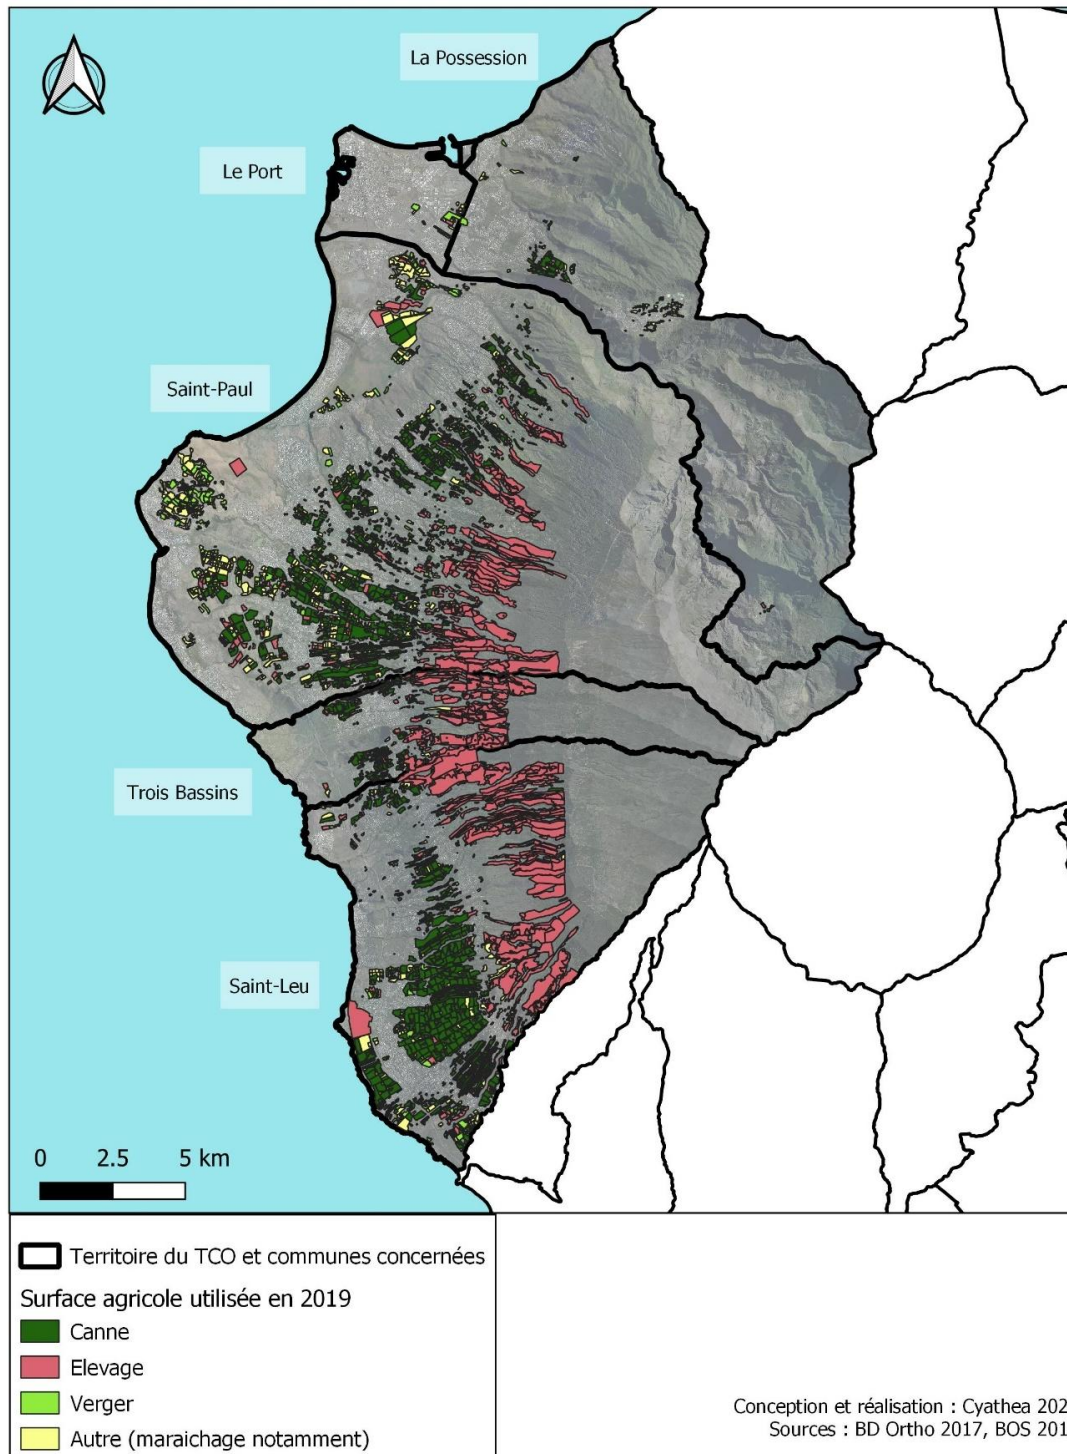 La Possession
Le Port
Saint-Paul
Trois Bassins
Saint-Leu
0 2.5 5 km
Territoire du TCO et communes concernées
Surface agricole utilisée en 2019
Canne
Elevage
Verger
Autre (maraichage notamment)
Conception et réalisation : Cyathea 202
Sources : BD Ortho 2017, BOS 201